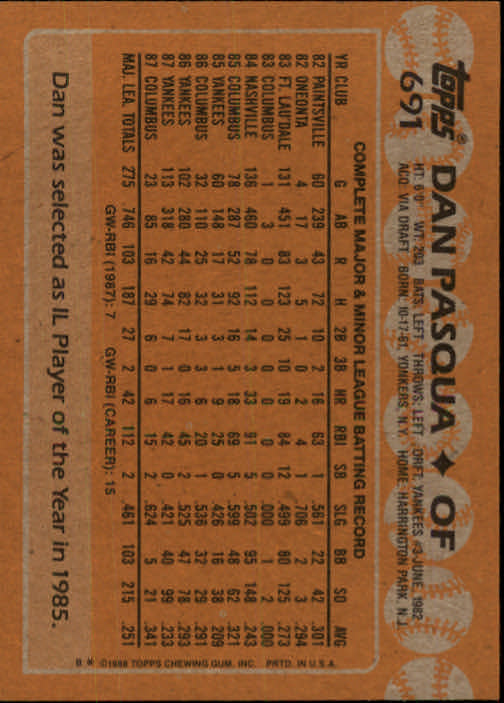 topps® DAN PASQUA ♦ OF
691
HT: 6'0" WT: 203 BATS: LEFT THROWS: LEFT DRFT: YANKEES #3-JUNE, 1982
ACQ: VIA DRAFT BORN: 10-17-61, YONKERS, N.Y. HOME: HARRINGTON PARK, N.J.
COMPLETE MAJOR & MINOR LEAGUE BATTING RECORD
YR CLUB G AB R H 2B 3B HR RBI SB SLG BB SO AVG
82 PAINTSVILLE 60 239 43 72 10 2 16 63 1 .561 22 42 .301
82 ONEONTA 4 17 3 5 1 0 2 4 1 .706 2 3 .294
83 FT. LAU'DALE 131 451 83 123 25 10 19 84 12 .499 80 125 .273
83 COLUMBUS 1 3 0 0 0 0 0 0 0 .000 1 2 .000
84 NASHVILLE 136 460 78 112 14 3 33 91 5 .502 95 148 .243
85 COLUMBUS 78 287 52 92 16 5 18 69 5 .599 48 62 .321
85 YANKEES 60 148 17 31 3 1 9 25 0 .426 16 38 .209
86 COLUMBUS 32 110 25 32 3 3 6 20 1 .536 32 29 .291
86 YANKEES 102 280 44 82 17 0 16 45 2 .525 47 78 .293
87 YANKEES 113 318 42 74 7 1 17 42 0 .421 40 99 .233
87 COLUMBUS 23 85 16 29 6 0 6 15 2 .624 5 21 .341
MAJ. LEA. TOTALS 275 746 103 187 27 2 42 112 2 .461 103 215 .251
GW-RBI (1987): 7 GW-RBI (CAREER): 15
Dan was selected as IL Player of the Year in 1985.
B * ©1988 TOPPS CHEWING GUM, INC. PRTD. IN U.S.A.